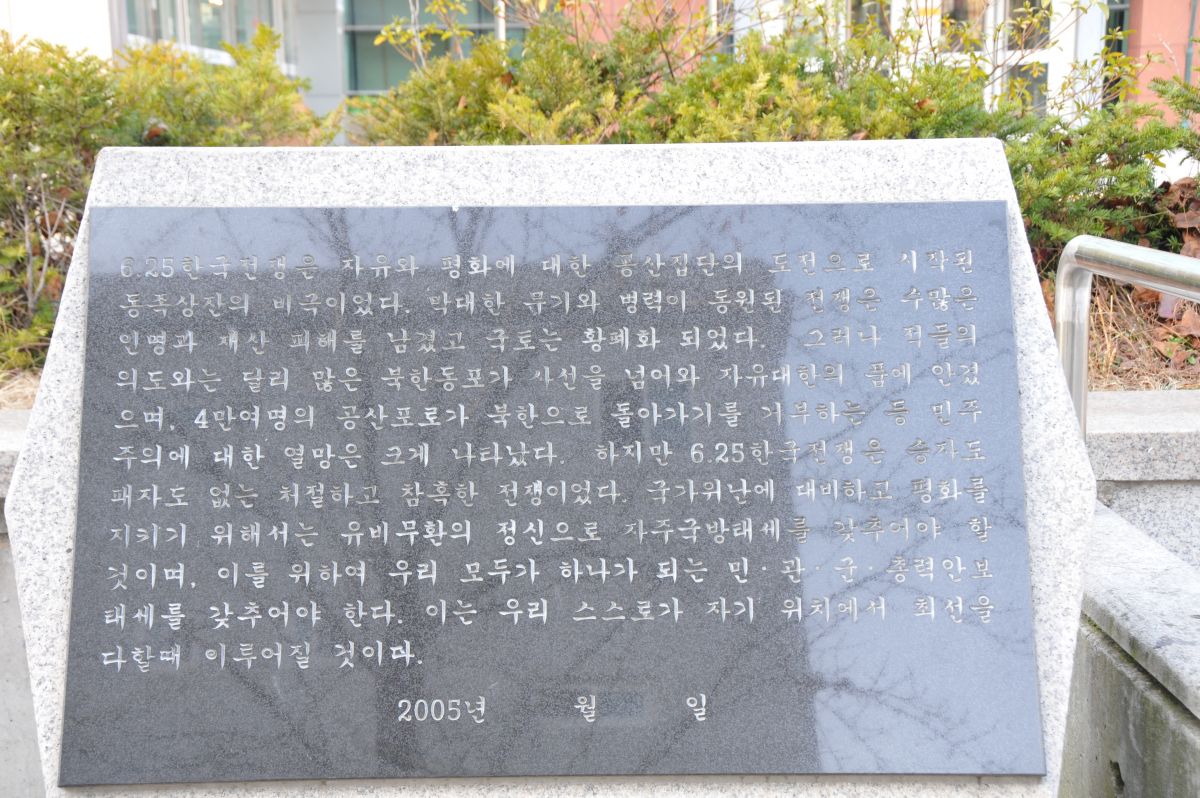 6.25한국전쟁은 자유와 평화에 대한 공산집단의 도전으로 시작된
동족상잔의 비극이었다. 막대한 무기와 병력이 동원된 전쟁은 수많은
인명과 재산 피해를 남겼고 국토는 황폐화 되었다. 그러나 적들의
의도와는 달리 많은 북한동포가 사선을 넘어와 자유대한의 품에 안겼
으며, 4만여명의 공산포로가 북한으로 돌아가기를 거부하는 등 민주
주의에 대한 열망은 크게 나타났다. 하지만 6.25한국전쟁은 승자도
패자도 없는 처절하고 참혹한 전쟁이었다. 국가위난에 대비하고 평화를
지키기 위해서는 유비무환의 정신으로 자주국방태세를 갖추어야 할
것이며, 이를 위하여 우리 모두가 하나가 되는 민·관·군·총력안보
태세를 갖추어야 한다. 이는 우리 스스로가 자기 위치에서 최선을
다할때 이루어질 것이다.
2005년 월 일